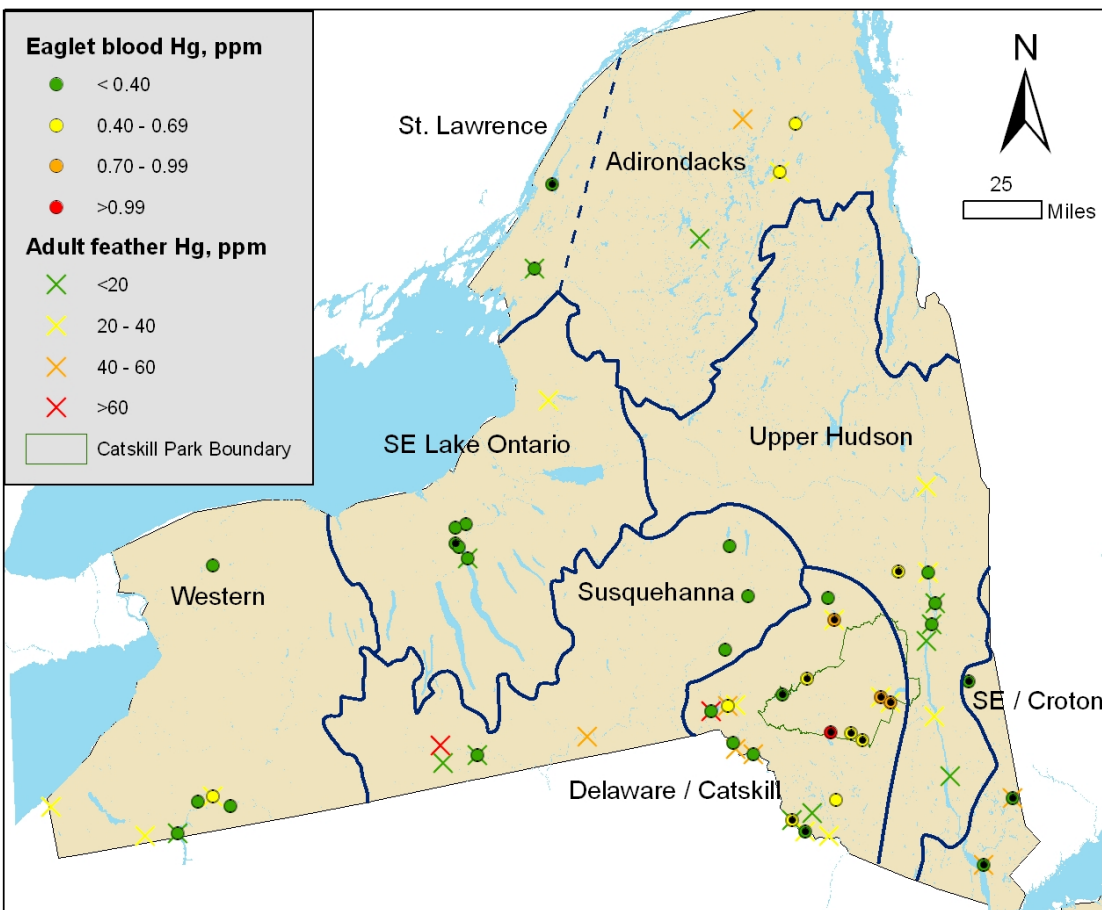 Eaglet blood Hg, ppm
< 0.40
0.40 - 0.69
0.70 - 0.99
>0.99
Adult feather Hg, ppm
<20
20 - 40
40 - 60
>60
Catskill Park Boundary
N
25
Miles
St. Lawrence
Adirondacks
SE Lake Ontario
Upper Hudson
Western
Susquehanna
SE / Croton
Delaware / Catskill